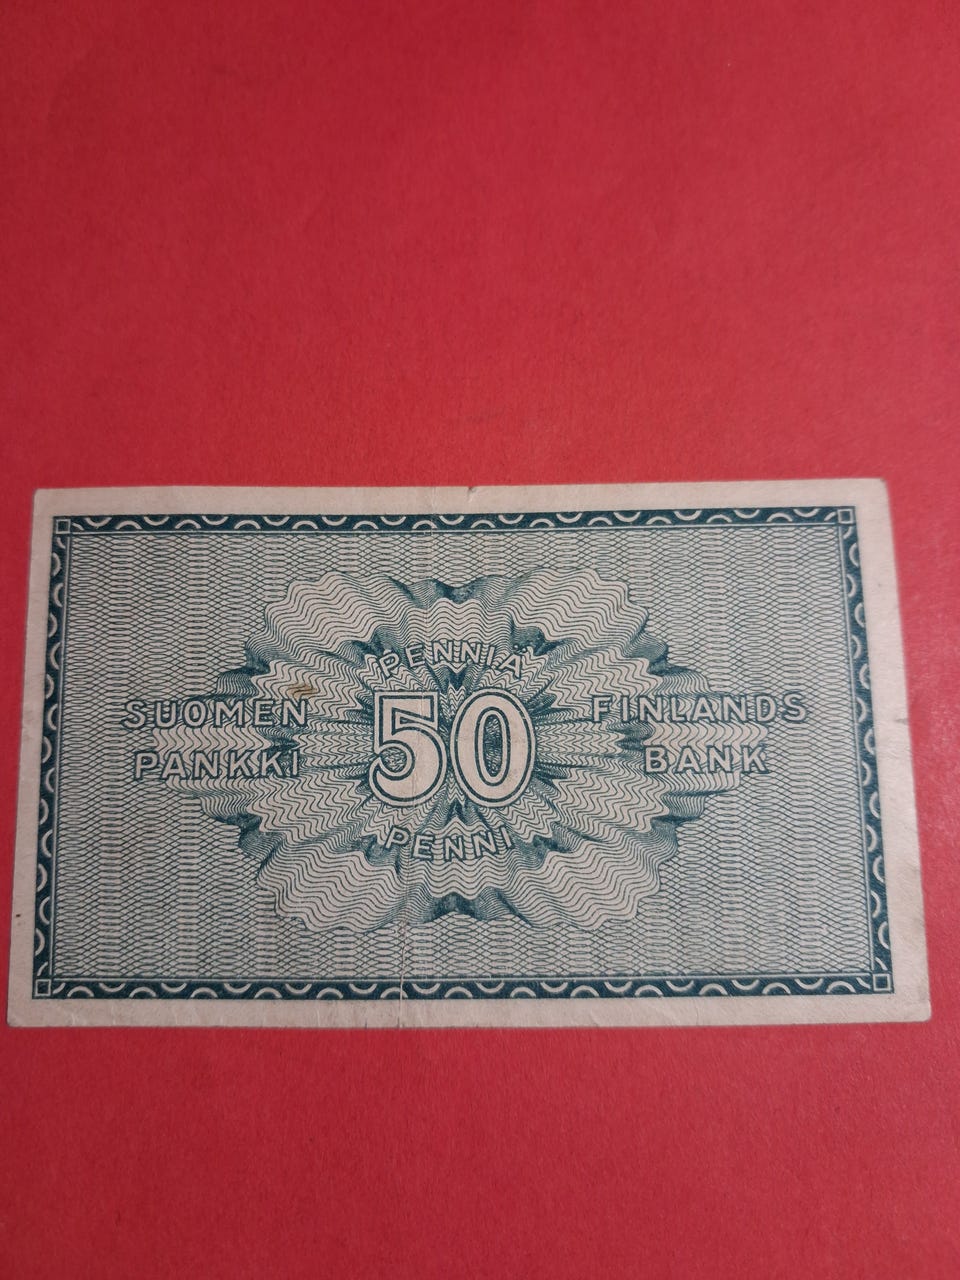 PENNIÄ
SUOMEN 50 FINLANDS
PANKKI BANK
PENNI